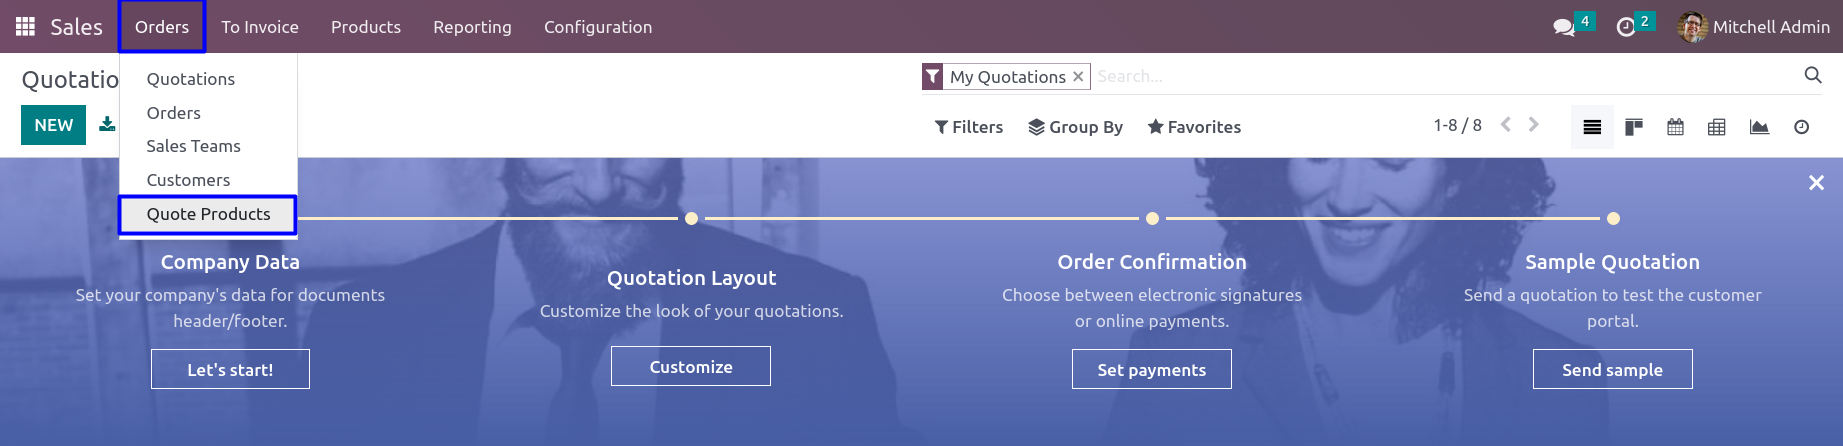 Sales Orders To Invoice Products Reporting Configuration 4 2 Mitchell Admin
Quotatio
My Quotations × Search...
NEW
Filters Group By Favorites 1-8 / 8
Quotations
Orders
Sales Teams
Customers
Quote Products
Company Data
Set your company's data for documents
header/footer.
Let's start!
Quotation Layout
Customize the look of your quotations.
Customize
Order Confirmation
Choose between electronic signatures
or online payments.
Set payments
Sample Quotation
Send a quotation to test the customer
portal.
Send sample